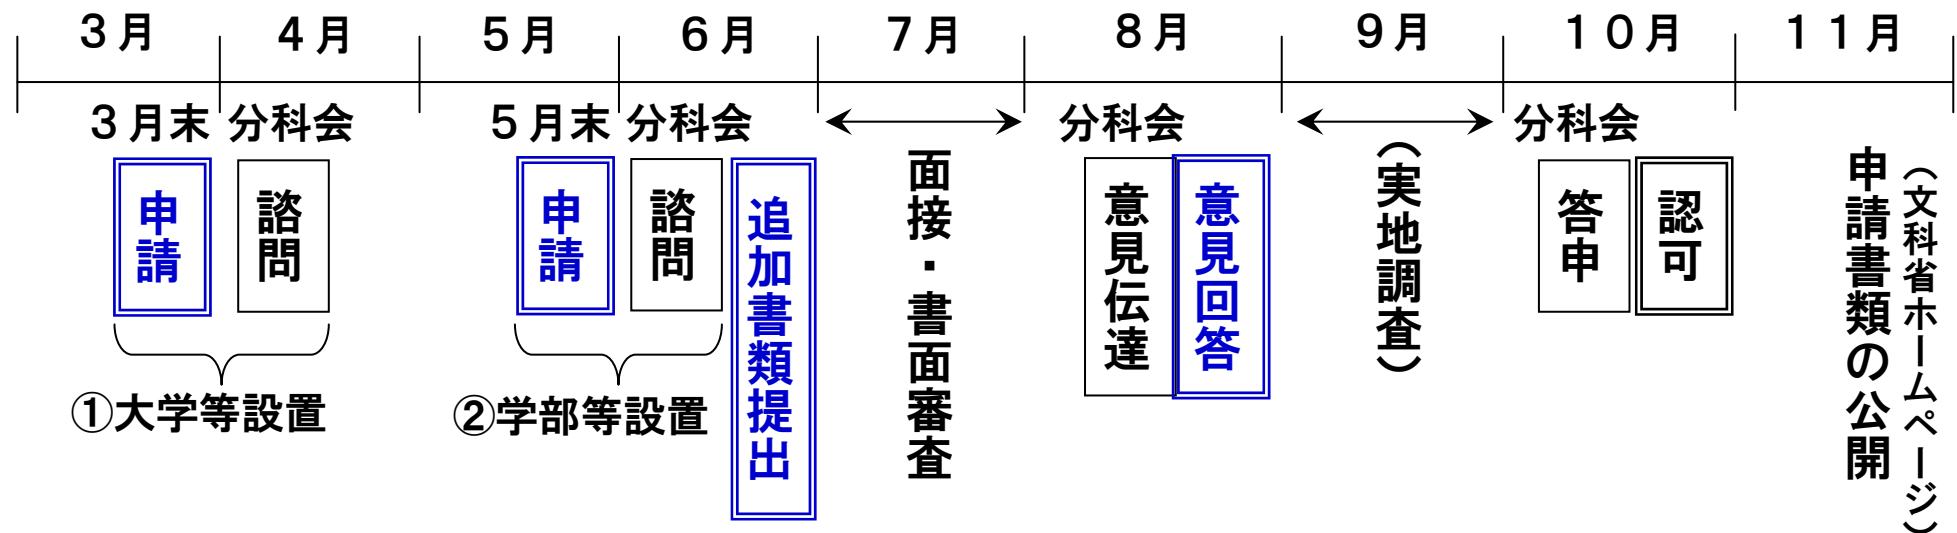 ３月 ４月 ５月 ６月 ７月 ８月 ９月 １０月 １１月
３月末 分科会 ５月末 分科会 分科会 分科会
申請
諮問
①大学等設置
申請
諮問
②学部等設置
追加書類提出
面接・書面審査
意見伝達
意見回答
（実地調査）
答申
認可
申請書類の公開
（文科省ホームページ）